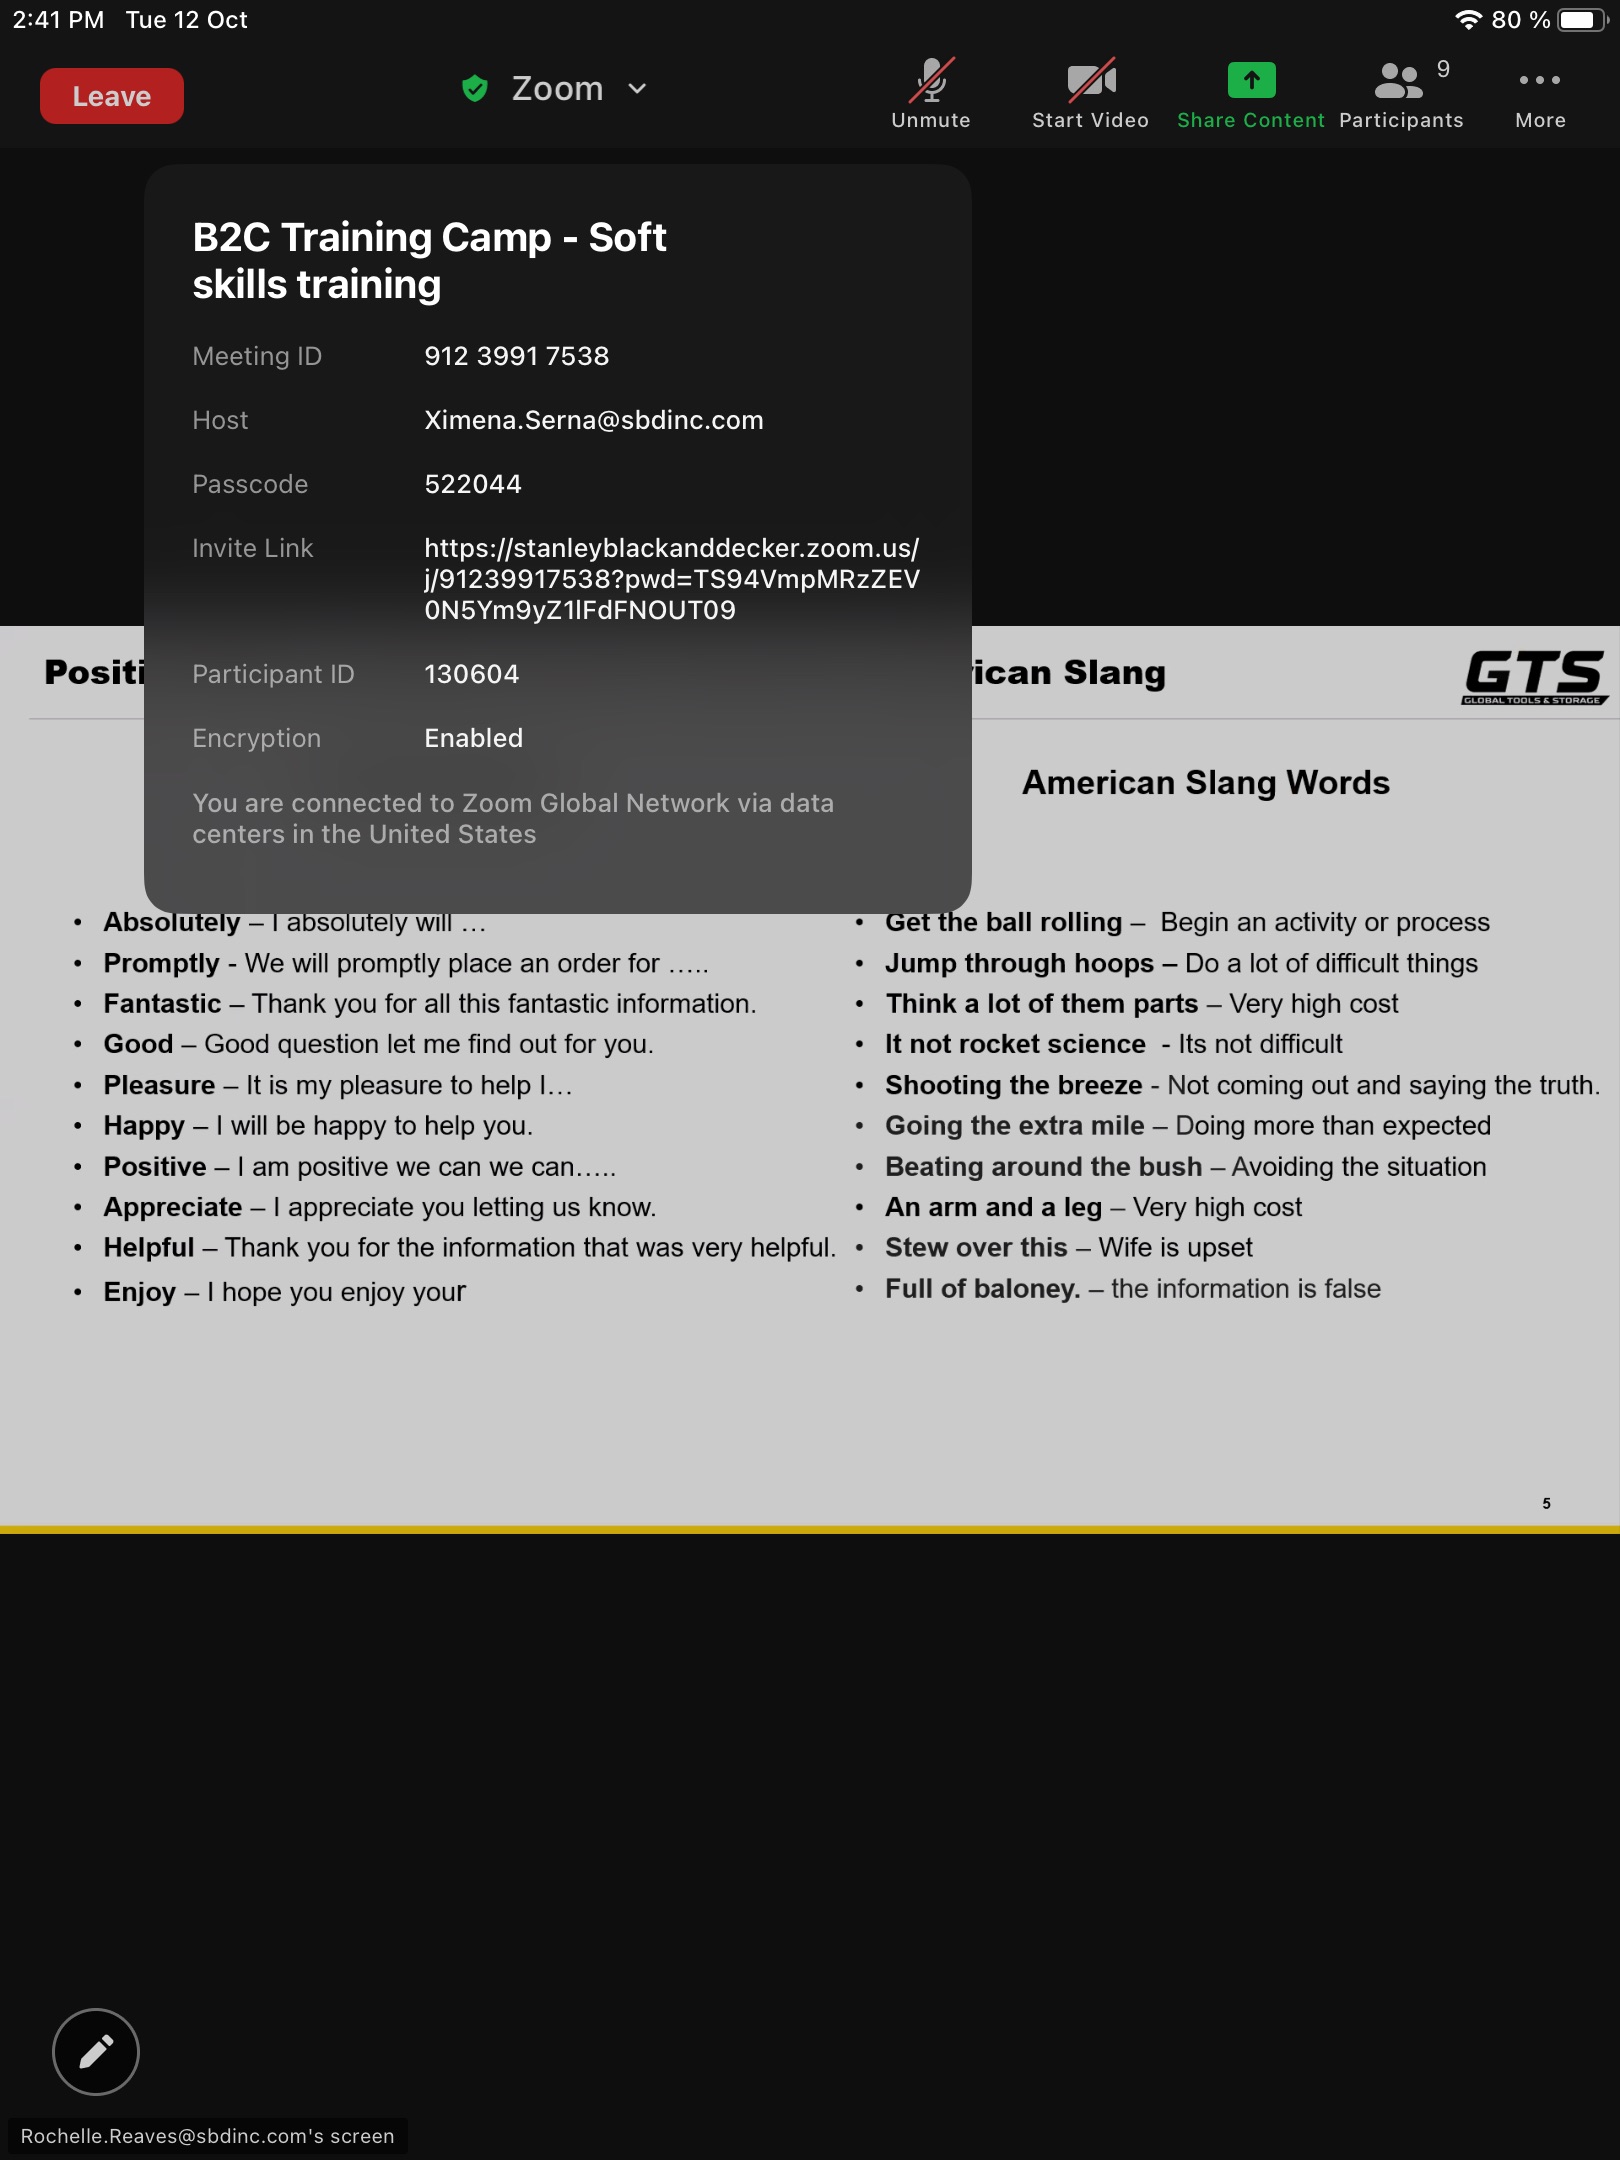 2:41 PM Tue 12 Oct
80 %
Leave
Zoom
Unmute
Start Video
Share Content
Participants
9
More
B2C Training Camp - Soft
skills training
Meeting ID 912 3991 7538
Host Ximena.Serna@sbdinc.com
Passcode 522044
Invite Link https://stanleyblackanddecker.zoom.us/
j/91239917538?pwd=TS94VmpMRzZEV
0N5Ym9yZ1lFdFNOUT09
Participant ID 130604
Encryption Enabled
You are connected to Zoom Global Network via data
centers in the United States
Positi
ican Slang
GTS
GLOBAL TOOLS & STORAGE
American Slang Words
• Absolutely – I absolutely will …
• Promptly - We will promptly place an order for …..
• Fantastic – Thank you for all this fantastic information.
• Good – Good question let me find out for you.
• Pleasure – It is my pleasure to help I…
• Happy – I will be happy to help you.
• Positive – I am positive we can we can…..
• Appreciate – I appreciate you letting us know.
• Helpful – Thank you for the information that was very helpful.
• Enjoy – I hope you enjoy your
• Get the ball rolling – Begin an activity or process
• Jump through hoops – Do a lot of difficult things
• Think a lot of them parts – Very high cost
• It not rocket science - Its not difficult
• Shooting the breeze - Not coming out and saying the truth.
• Going the extra mile – Doing more than expected
• Beating around the bush – Avoiding the situation
• An arm and a leg – Very high cost
• Stew over this – Wife is upset
• Full of baloney. – the information is false
5
Rochelle.Reaves@sbdinc.com's screen